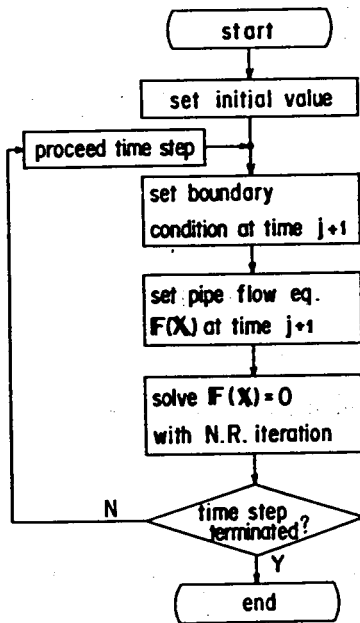 start
set initial value
proceed time step
set boundary
condition at time j+1
set pipe flow eq.
𝐅(𝐗) at time j+1
solve 𝐅(𝐗)=0
with N.R. iteration
N
time step
terminated?
Y
end